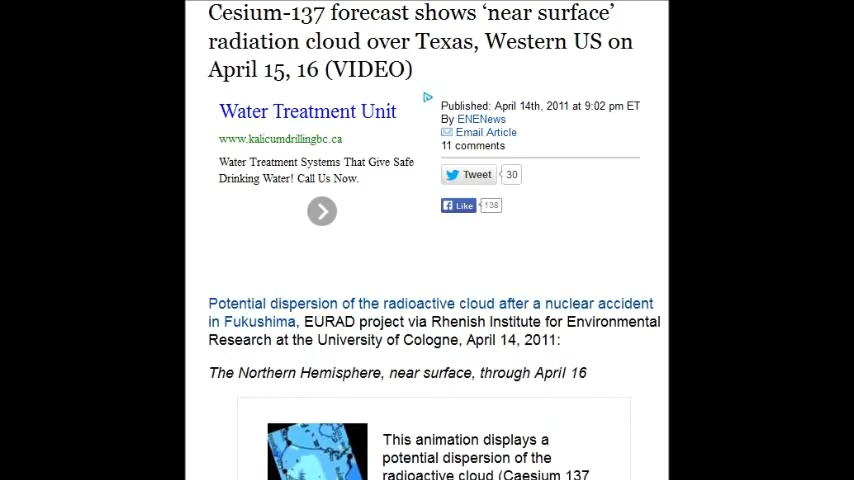 Cesium-137 forecast shows ‘near surface’
radiation cloud over Texas, Western US on
April 15, 16 (VIDEO)
Water Treatment Unit
www.kalicumdrillingbc.ca
Water Treatment Systems That Give Safe
Drinking Water! Call Us Now.
Published: April 14th, 2011 at 9:02 pm ET
By ENENews
Email Article
11 comments
Tweet 30
Like 138
Potential dispersion of the radioactive cloud after a nuclear accident
in Fukushima, EURAD project via Rhenish Institute for Environmental
Research at the University of Cologne, April 14, 2011:
The Northern Hemisphere, near surface, through April 16
This animation displays a
potential dispersion of the
radioactive cloud (Caesium 137